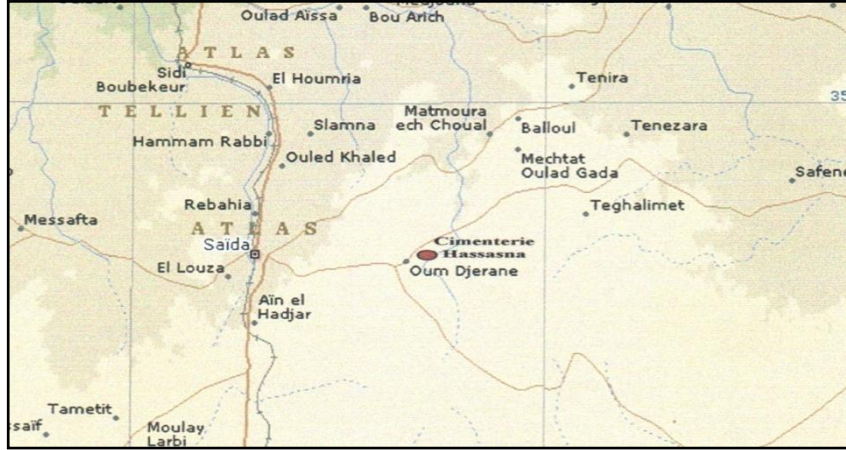 Oulad Aïssa
Bou Arich
ATLAS
Sidi
Boubekeur
El Houmria
Tenira
35
TELLIEN
Matmoura
ech Choual
Slamna
Balloul
Tenezara
Hammam Rabbi
Ouled Khaled
Mechtat
Oulad Gada
Safene
Rebahia
Teghalimet
Messafta
ATLAS
Saïda
Cimenterie
Hassasna
El Louza
Oum Djerane
Aïn el
Hadjar
Tametit
ssaïf
Moulay
Larbi